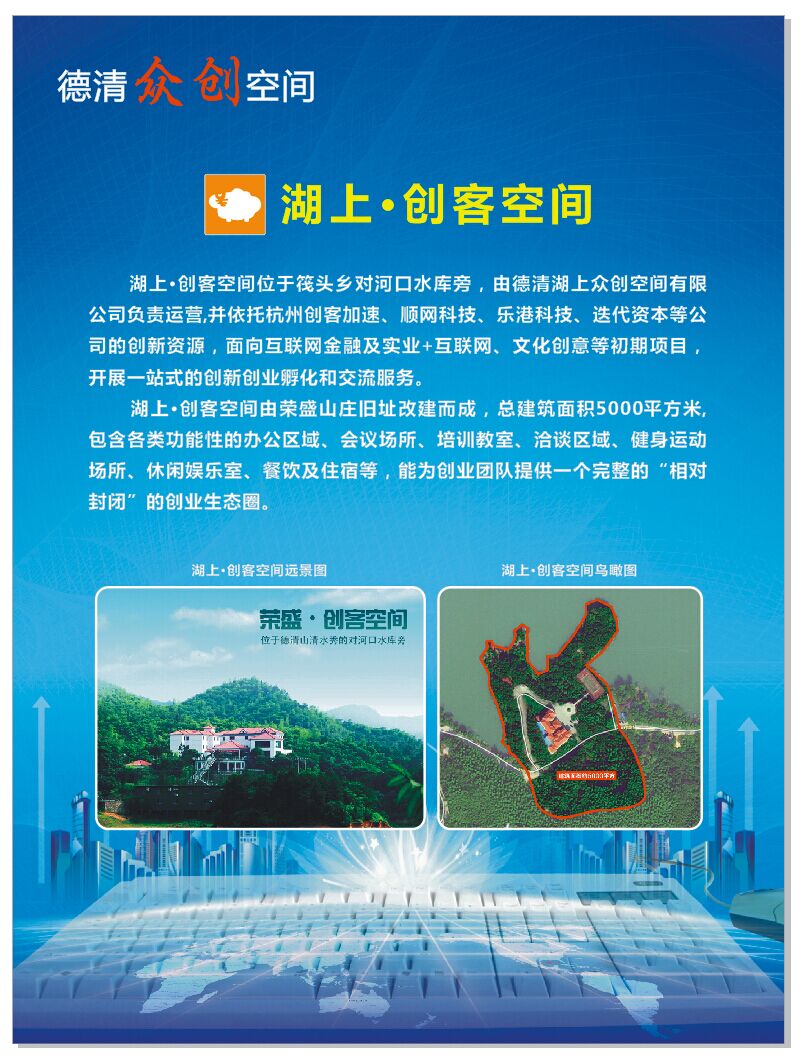 德清众创空间
湖上·创客空间
湖上·创客空间位于筏头乡对河口水库旁，由德清湖上众创空间有限
公司负责运营,并依托杭州创客加速、顺网科技、乐港科技、迭代资本等公
司的创新资源，面向互联网金融及实业+互联网、文化创意等初期项目，
开展一站式的创新创业孵化和交流服务。
湖上·创客空间由荣盛山庄旧址改建而成，总建筑面积5000平方米,
包含各类功能性的办公区域、会议场所、培训教室、洽谈区域、健身运动
场所、休闲娱乐室、餐饮及住宿等，能为创业团队提供一个完整的“相对
封闭”的创业生态圈。
湖上·创客空间远景图
湖上·创客空间鸟瞰图
荣盛·创客空间
位于德清山清水秀的对河口水库旁
建筑面积约5000平方